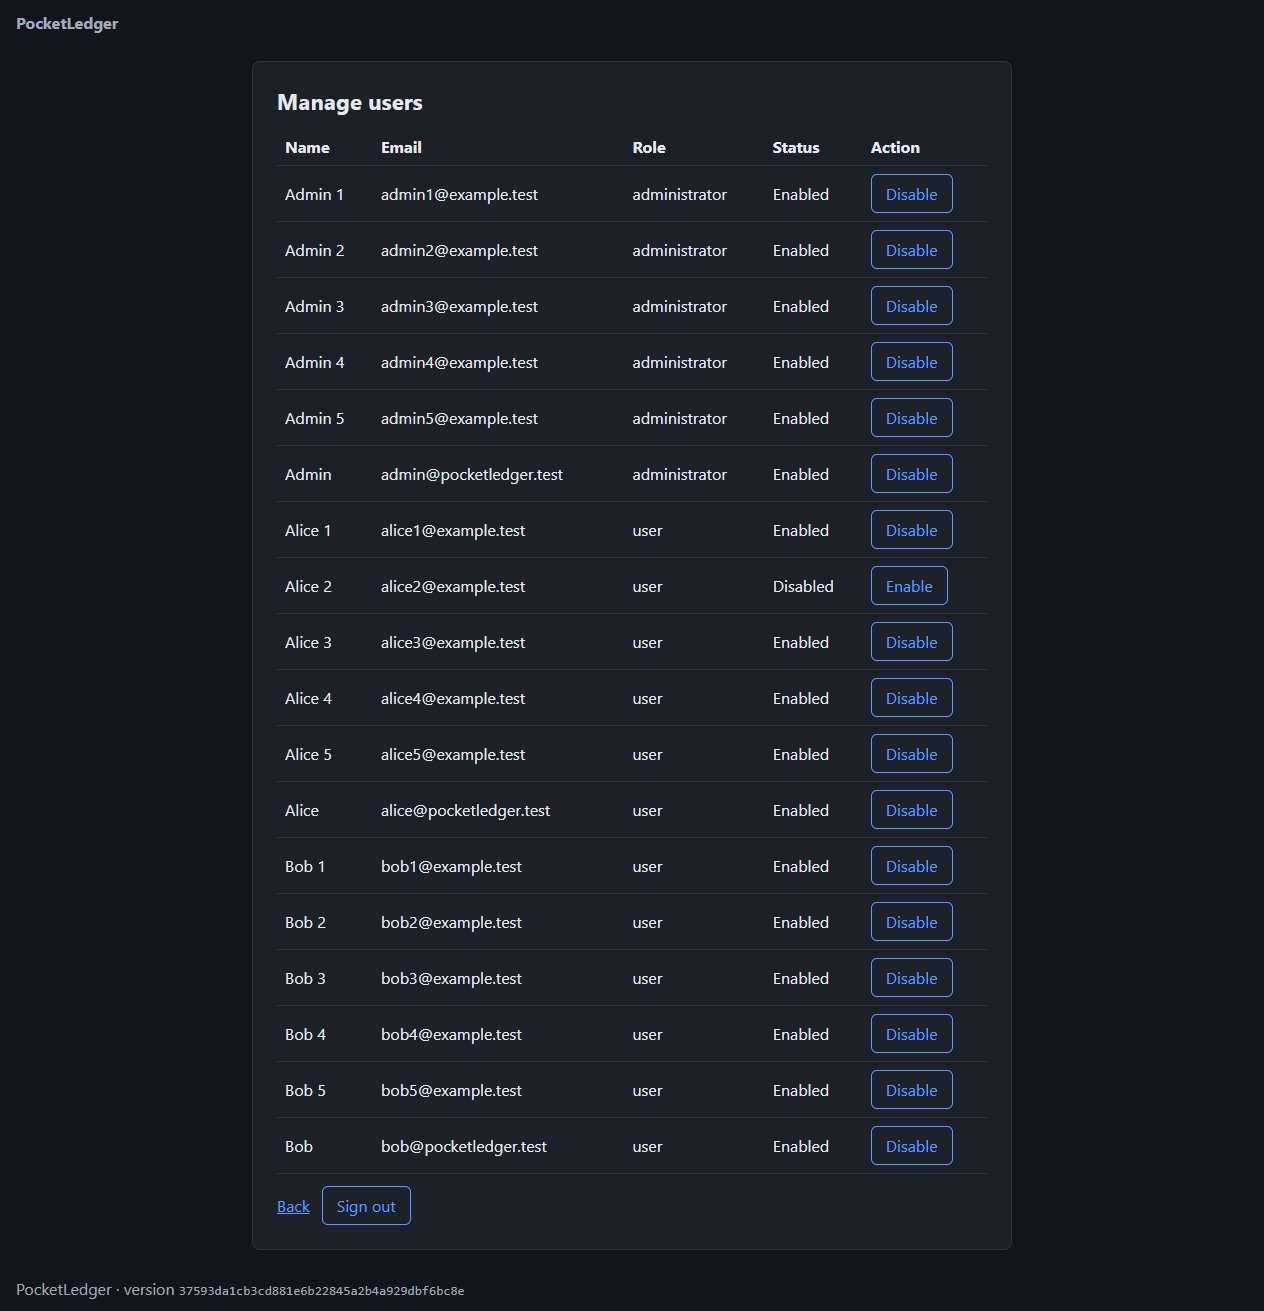 PocketLedger
Manage users
Name Email Role Status Action
Admin 1 admin1@example.test administrator Enabled Disable
Admin 2 admin2@example.test administrator Enabled Disable
Admin 3 admin3@example.test administrator Enabled Disable
Admin 4 admin4@example.test administrator Enabled Disable
Admin 5 admin5@example.test administrator Enabled Disable
Admin admin@pocketledger.test administrator Enabled Disable
Alice 1 alice1@example.test user Enabled Disable
Alice 2 alice2@example.test user Disabled Enable
Alice 3 alice3@example.test user Enabled Disable
Alice 4 alice4@example.test user Enabled Disable
Alice 5 alice5@example.test user Enabled Disable
Alice alice@pocketledger.test user Enabled Disable
Bob 1 bob1@example.test user Enabled Disable
Bob 2 bob2@example.test user Enabled Disable
Bob 3 bob3@example.test user Enabled Disable
Bob 4 bob4@example.test user Enabled Disable
Bob 5 bob5@example.test user Enabled Disable
Bob bob@pocketledger.test user Enabled Disable
Back Sign out
PocketLedger · version 37593da1cb3cd881e6b22845a2b4a929dbf6bc8e